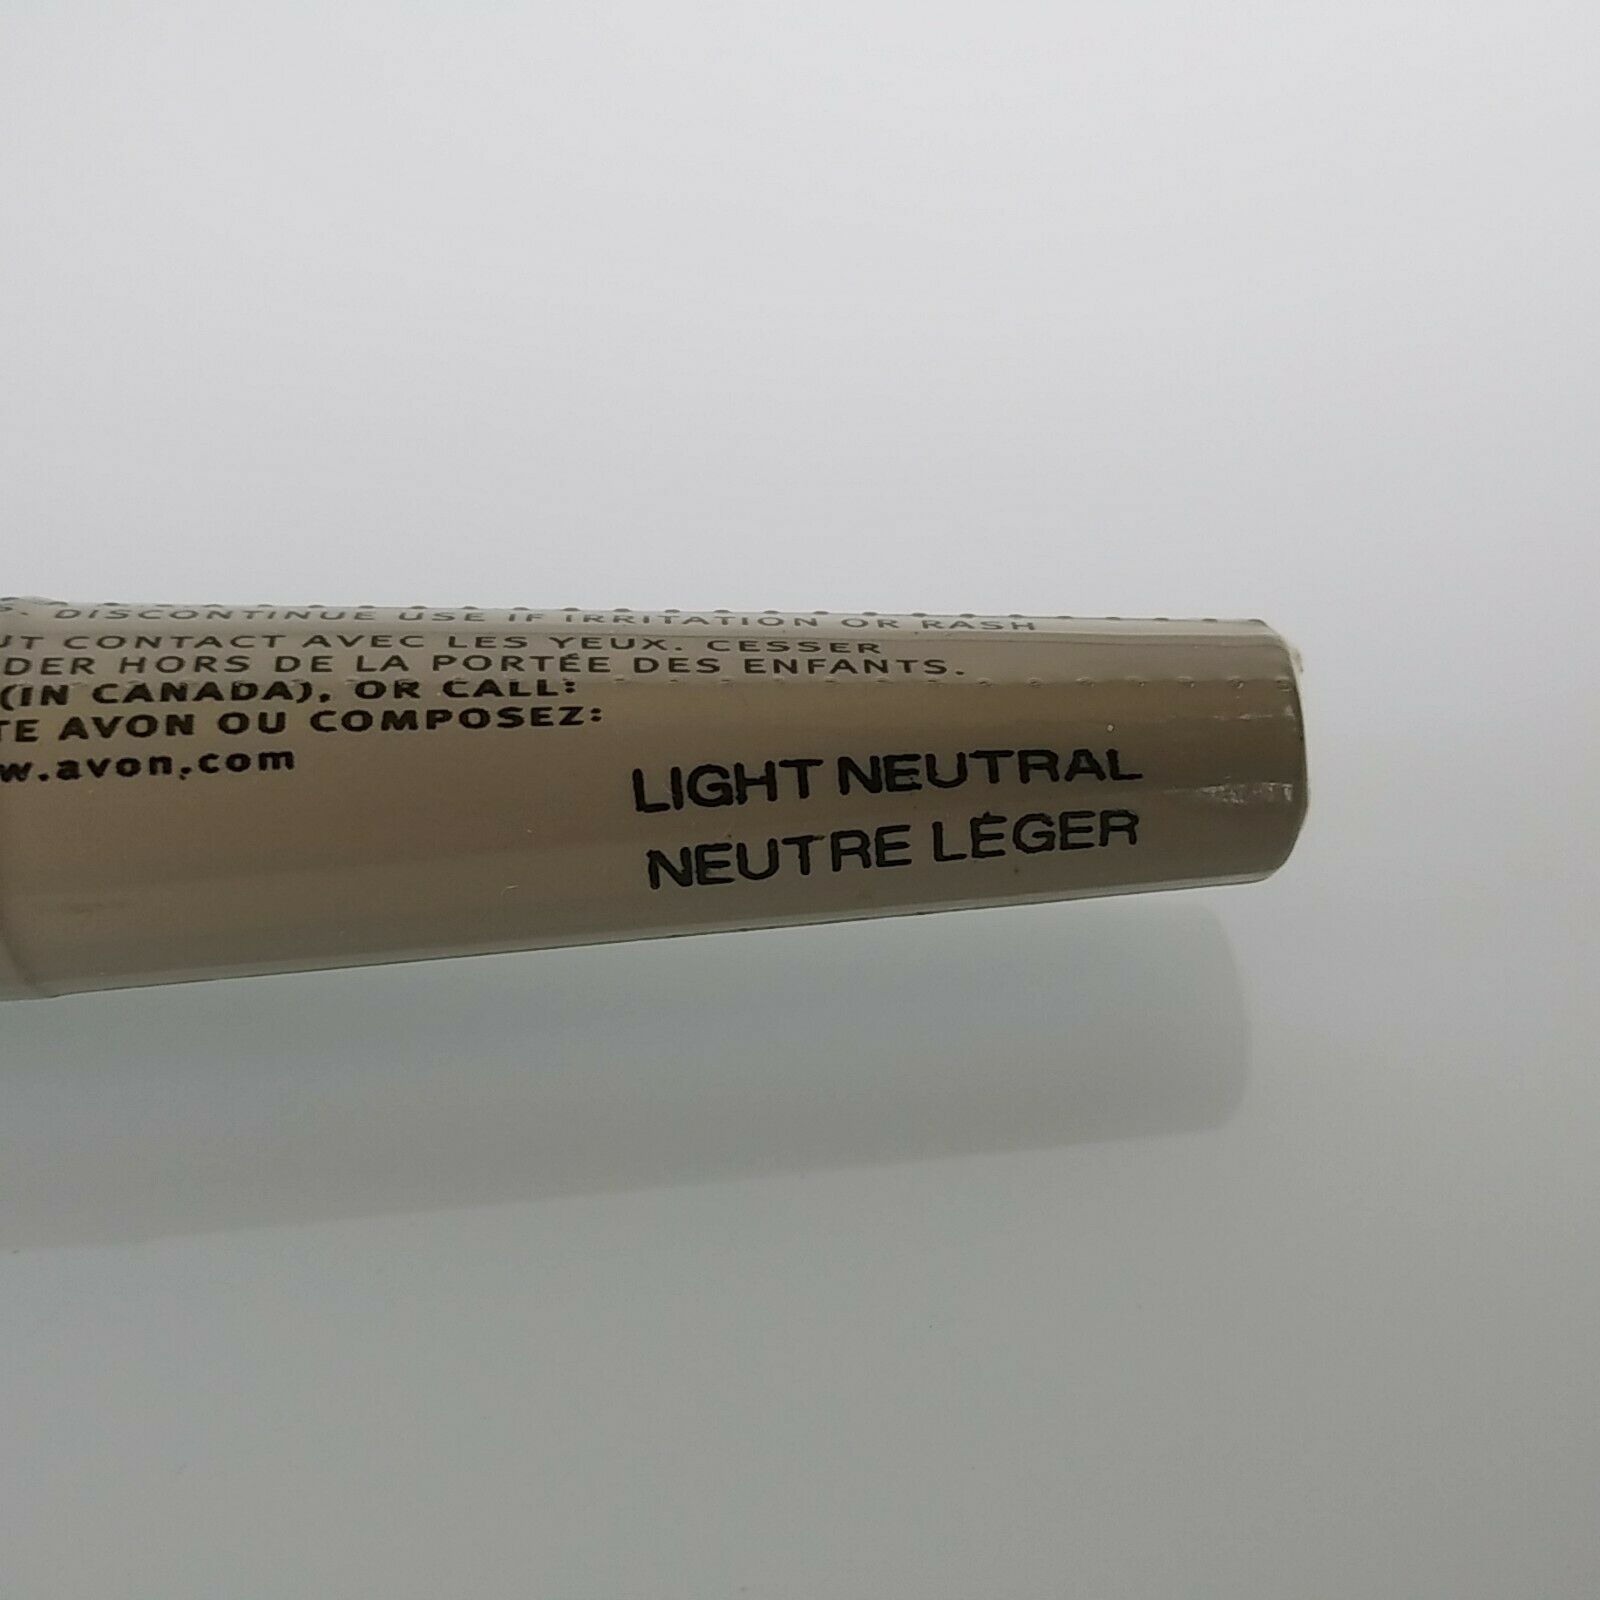 DISCONTINUE USE IF IRRITATION OR RASH
CONTACT AVEC LES YEUX. CESSER
HORS DE LA PORTÉE DES ENFANTS.
(IN CANADA), OR CALL:
AVON OU COMPOSEZ:
w.avon.com
LIGHT NEUTRAL
NEUTRE LÉGER